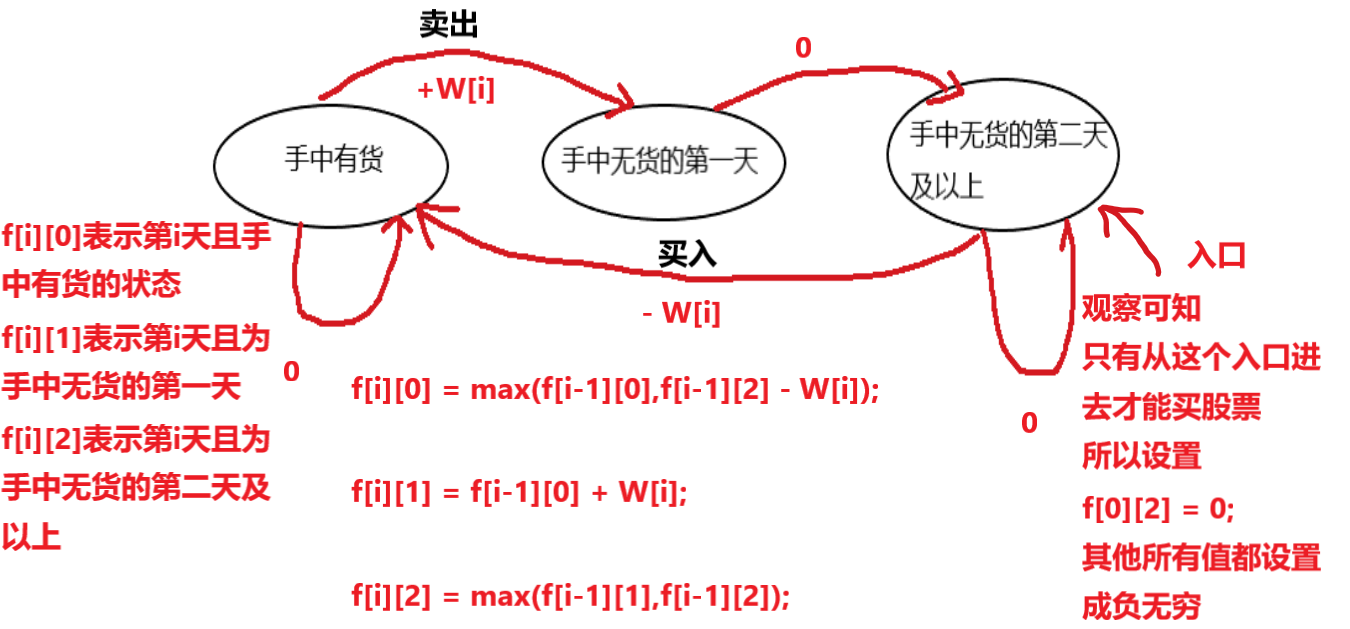 卖出
+W[i]
0
手中有货
手中无货的第一天
手中无货的第二天
及以上
买入
- W[i]
入口
0
0
f[i][0]表示第i天且手
中有货的状态
f[i][1]表示第i天且为
手中无货的第一天
f[i][2]表示第i天且为
手中无货的第二天及
以上
f[i][0] = max(f[i-1][0],f[i-1][2] - W[i]);
f[i][1] = f[i-1][0] + W[i];
f[i][2] = max(f[i-1][1],f[i-1][2]);
观察可知
只有从这个入口进
去才能买股票
所以设置
f[0][2] = 0;
其他所有值都设置
成负无穷